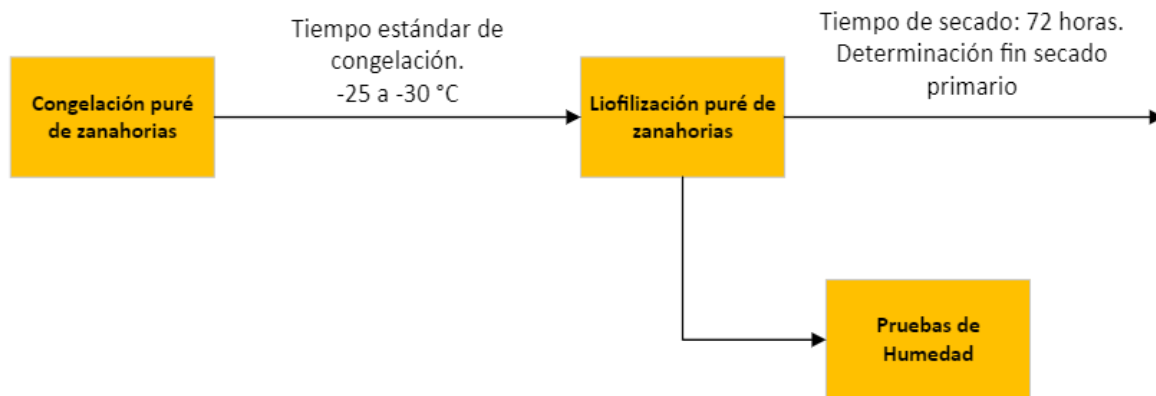 Tiempo estándar de
congelación.
-25 a -30 °C
Tiempo de secado: 72 horas.
Determinación fin secado
primario
Congelación puré
de zanahorias
Liofilización puré de
zanahorias
Pruebas de
Humedad